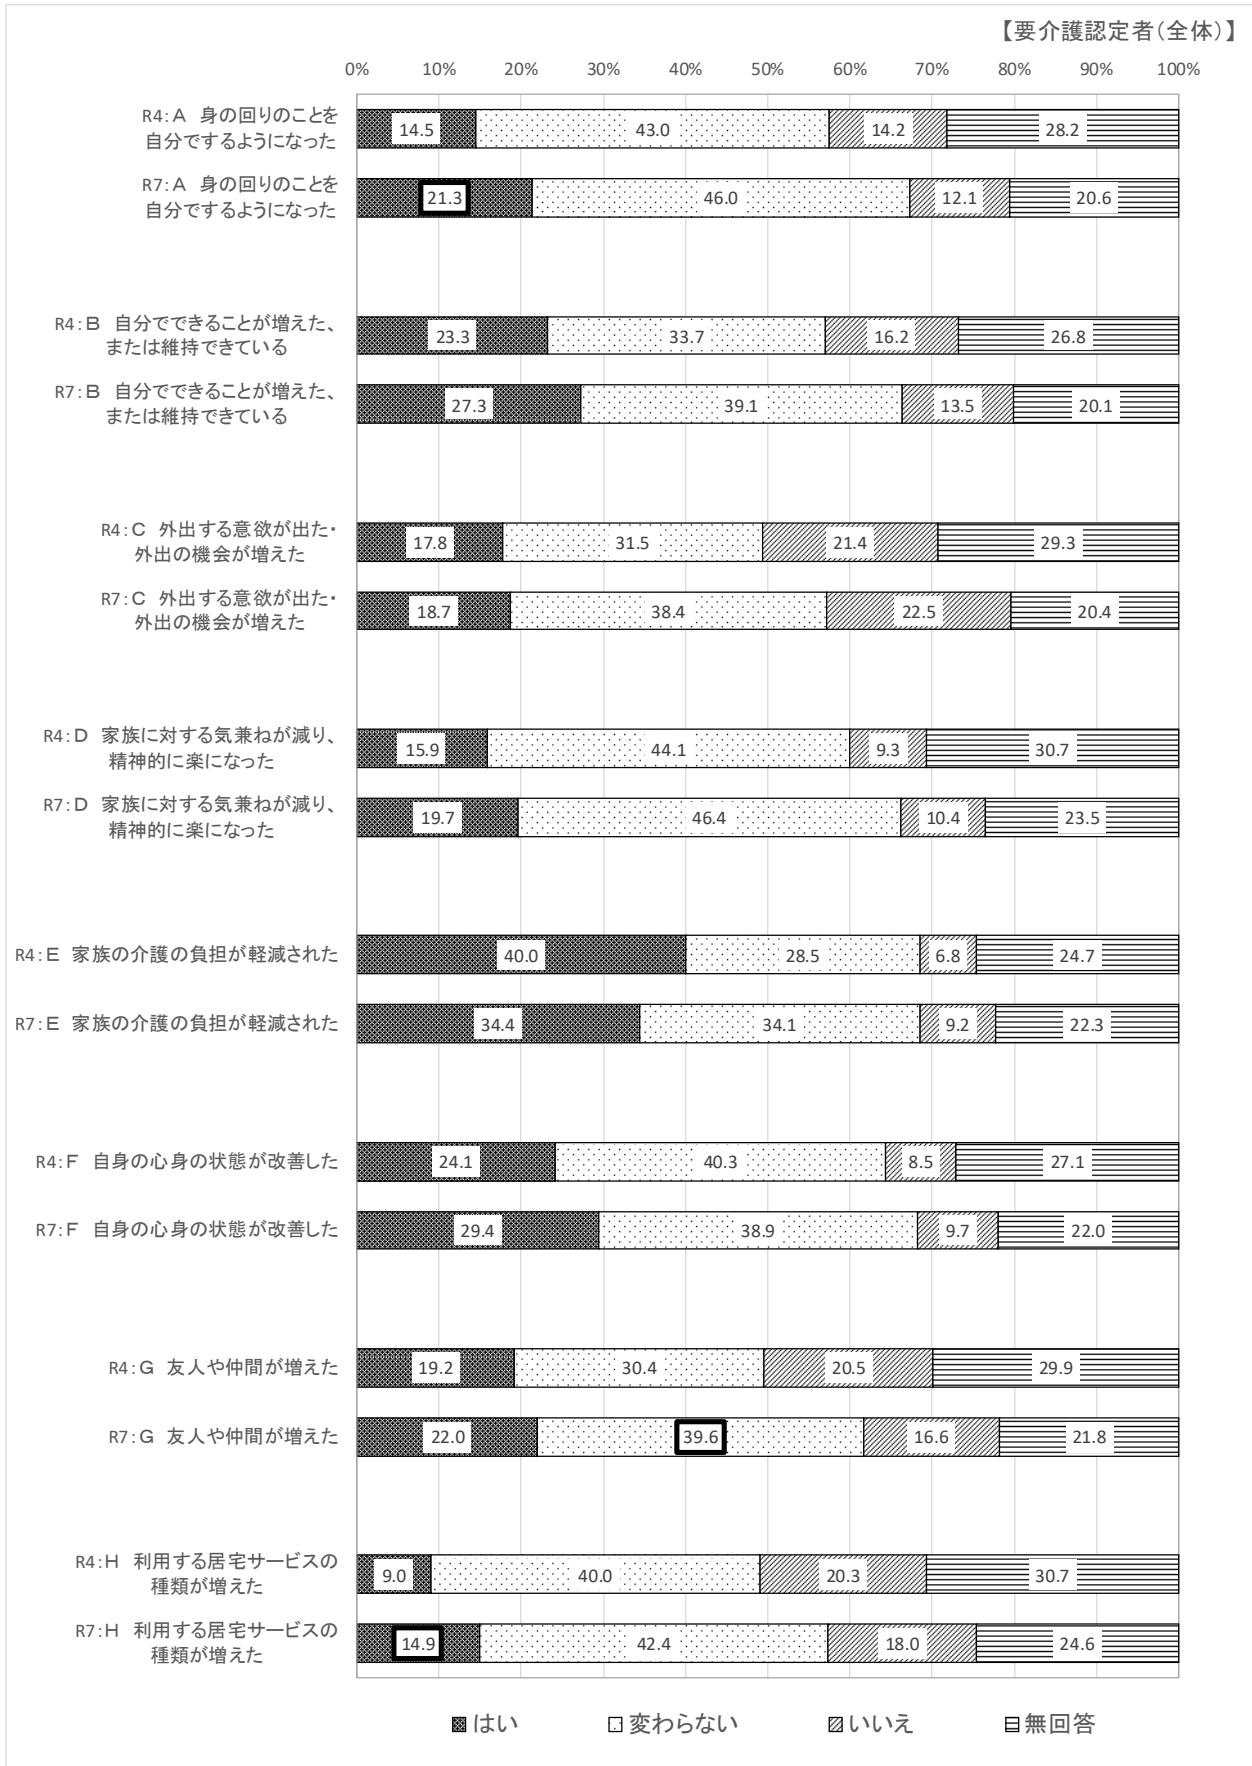 【要介護認定者(全体)】
0% 10% 20% 30% 40% 50% 60% 70% 80% 90% 100%
R4:A 身の回りのことを
自分でするようになった
14.5 43.0 14.2 28.2
R7:A 身の回りのことを
自分でするようになった
21.3 46.0 12.1 20.6
R4:B 自分でできることが増えた、
または維持できている
23.3 33.7 16.2 26.8
R7:B 自分でできることが増えた、
または維持できている
27.3 39.1 13.5 20.1
R4:C 外出する意欲が出た・
外出の機会が増えた
17.8 31.5 21.4 29.3
R7:C 外出する意欲が出た・
外出の機会が増えた
18.7 38.4 22.5 20.4
R4:D 家族に対する気兼ねが減り、
精神的に楽になった
15.9 44.1 9.3 30.7
R7:D 家族に対する気兼ねが減り、
精神的に楽になった
19.7 46.4 10.4 23.5
R4:E 家族の介護の負担が軽減された
40.0 28.5 6.8 24.7
R7:E 家族の介護の負担が軽減された
34.4 34.1 9.2 22.3
R4:F 自身の心身の状態が改善した
24.1 40.3 8.5 27.1
R7:F 自身の心身の状態が改善した
29.4 38.9 9.7 22.0
R4:G 友人や仲間が増えた
19.2 30.4 20.5 29.9
R7:G 友人や仲間が増えた
22.0 39.6 16.6 21.8
R4:H 利用する居宅サービスの
種類が増えた
9.0 40.0 20.3 30.7
R7:H 利用する居宅サービスの
種類が増えた
14.9 42.4 18.0 24.6
はい 変わらない いいえ 無回答